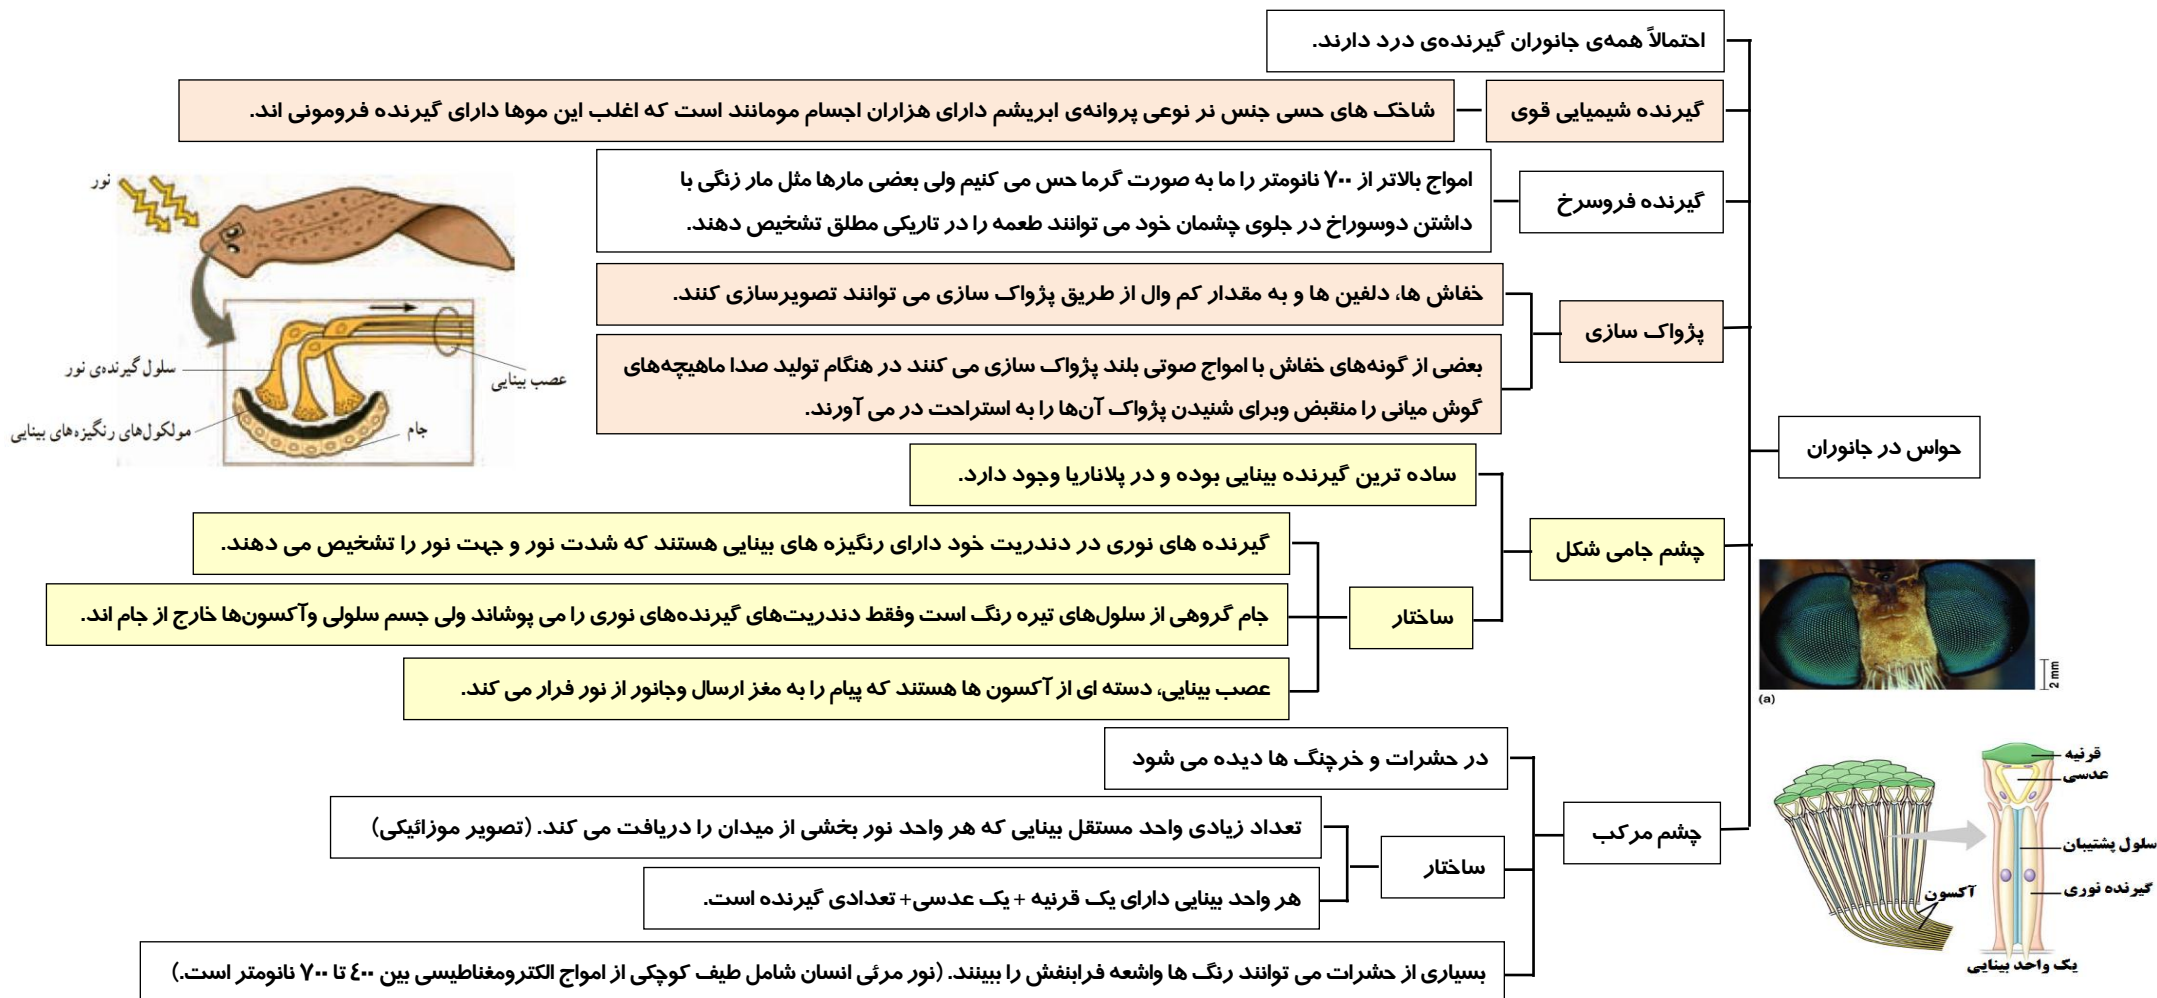 حواس در جانوران
احتمالاً همه‌ی جانوران گیرنده‌ی درد دارند.
گیرنده شیمیایی قوی
شاخک های حسی جنس نر نوعی پروانه‌ی ابریشم دارای هزاران اجسام مومانند است که اغلب این موها دارای گیرنده فرومونی اند.
گیرنده فروسرخ
امواج بالاتر از ۷۰۰ نانومتر را ما به صورت گرما حس می کنیم ولی بعضی مارها مثل مار زنگی با
داشتن دوسوراخ در جلوی چشمان خود می توانند طعمه را در تاریکی مطلق تشخیص دهند.
پژواک سازی
خفاش ها، دلفین ها و به مقدار کم وال از طریق پژواک سازی می توانند تصویرسازی کنند.
بعضی از گونه‌های خفاش با امواج صوتی بلند پژواک سازی می کنند در هنگام تولید صدا ماهیچه‌های
گوش میانی را منقبض وبرای شنیدن پژواک آن‌ها را به استراحت در می آورند.
چشم جامی شکل
ساده ترین گیرنده بینایی بوده و در پلاناریا وجود دارد.
ساختار
گیرنده های نوری در دندریت خود دارای رنگیزه های بینایی هستند که شدت نور و جهت نور را تشخیص می دهند.
جام گروهی از سلول‌های تیره رنگ است وفقط دندریت‌های گیرنده‌های نوری را می پوشاند ولی جسم سلولی وآکسون‌ها خارج از جام اند.
عصب بینایی، دسته ای از آکسون ها هستند که پیام را به مغز ارسال وجانور از نور فرار می کند.
چشم مرکب
در حشرات و خرچنگ ها دیده می شود
ساختار
تعداد زیادی واحد مستقل بینایی که هر واحد نور بخشی از میدان را دریافت می کند. (تصویر موزائیکی)
هر واحد بینایی دارای یک قرنیه + یک عدسی+ تعدادی گیرنده است.
بسیاری از حشرات می توانند رنگ ها واشعه فرابنفش را ببینند. (نور مرئی انسان شامل طیف کوچکی از امواج الکترومغناطیسی بین ۴۰۰ تا ۷۰۰ نانومتر است.)
نور
سلول گیرنده‌ی نور
عصب بینایی
مولکول‌های رنگیزه‌های بینایی
جام
2 mm
(a)
قرنیه
عدسی
سلول پشتیبان
گیرنده نوری
آکسون
یک واحد بینایی